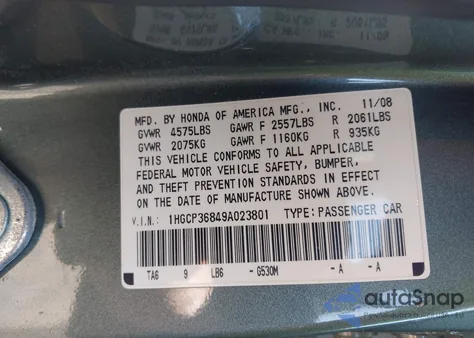 MFD. BY HONDA OF AMERICA MFG., INC. 11/08
GVWR 4575LBS GAWR F 2557LBS R 2061LBS
GVWR 2075KG GAWR F 1160KG R 935KG
THIS VEHICLE CONFORMS TO ALL APPLICABLE
FEDERAL MOTOR VEHICLE SAFETY, BUMPER,
AND THEFT PREVENTION STANDARDS IN EFFECT
ON THE DATE OF MANUFACTURE SHOWN ABOVE.
V.I.N: 1HGCP36849A023801 TYPE: PASSENGER CAR
TA6 9 LB6 - G530M - A - A
autaSnap